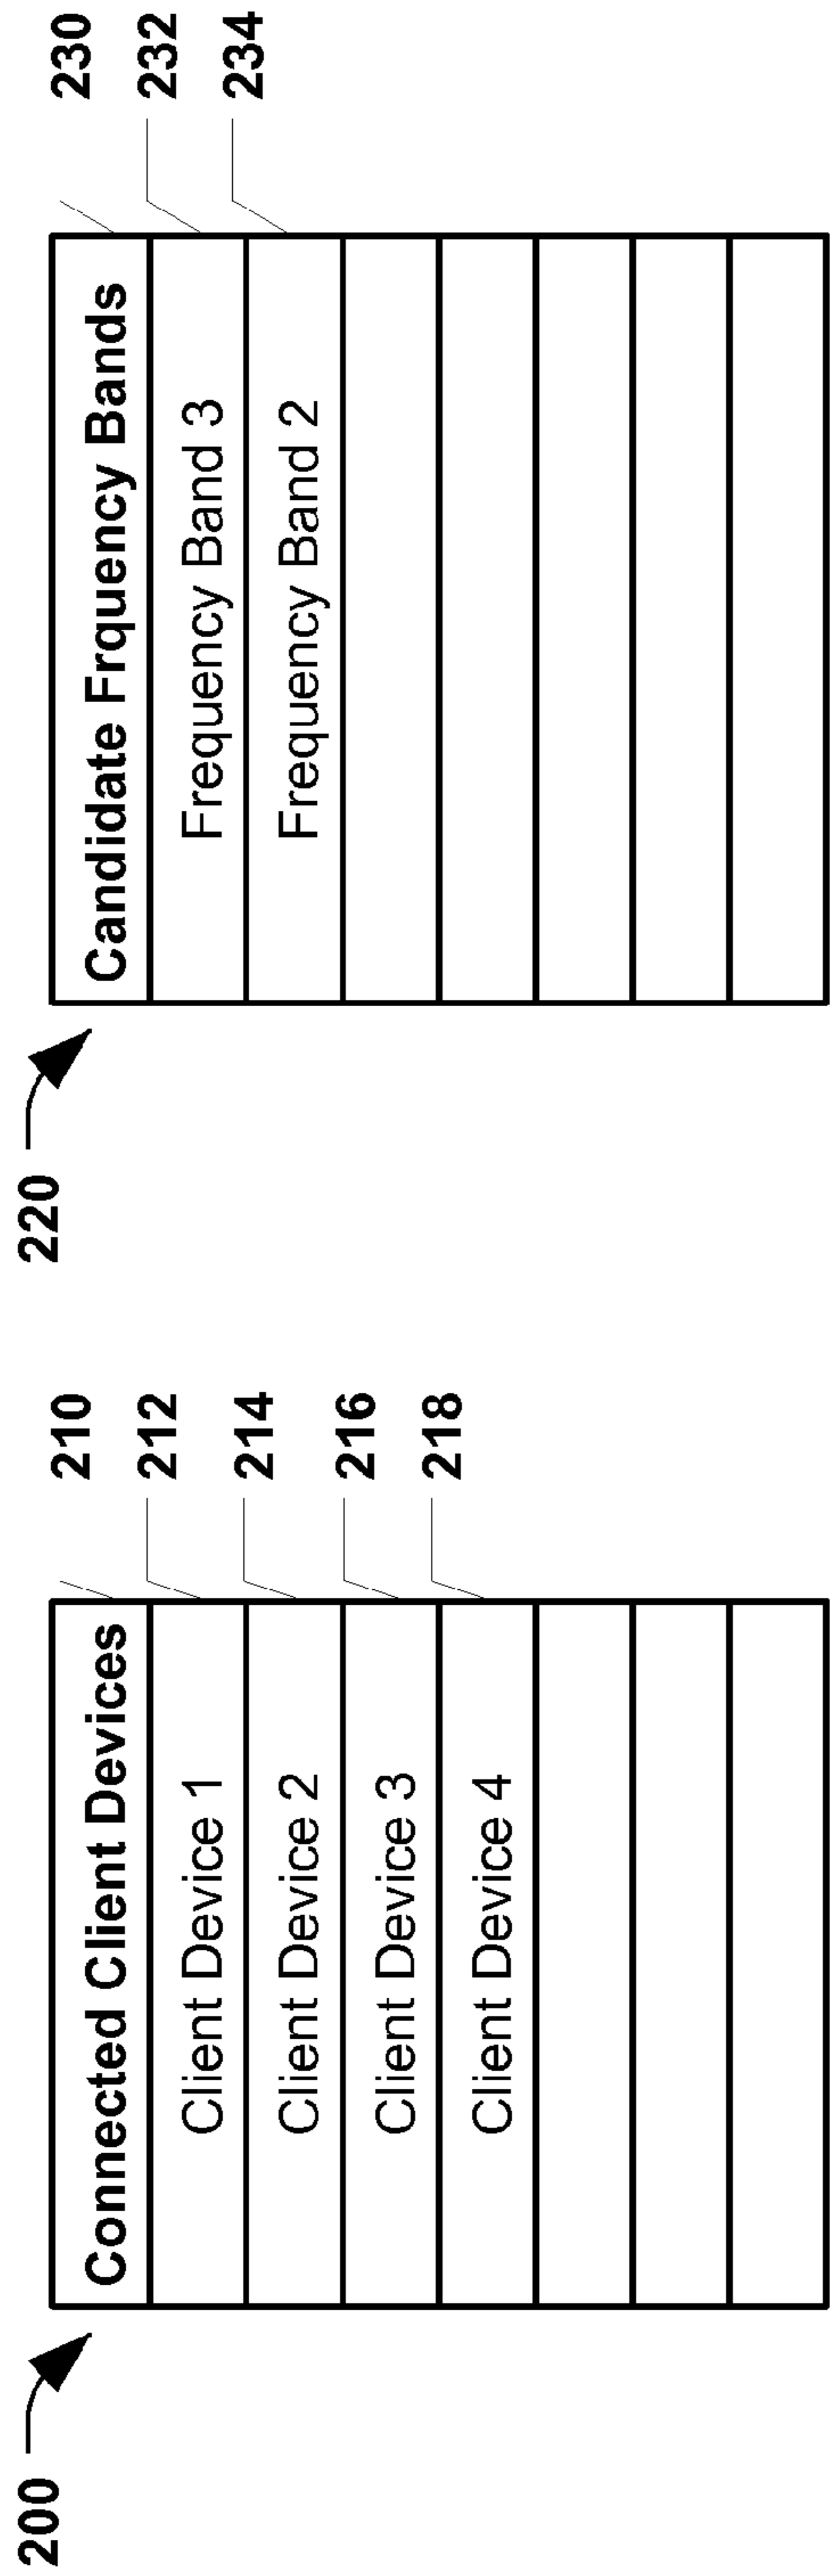 200
Connected Client Devices
210
Client Device 1
212
Client Device 2
214
Client Device 3
216
Client Device 4
218
220
Candidate Frquency Bands
230
Frequency Band 3
232
Frequency Band 2
234